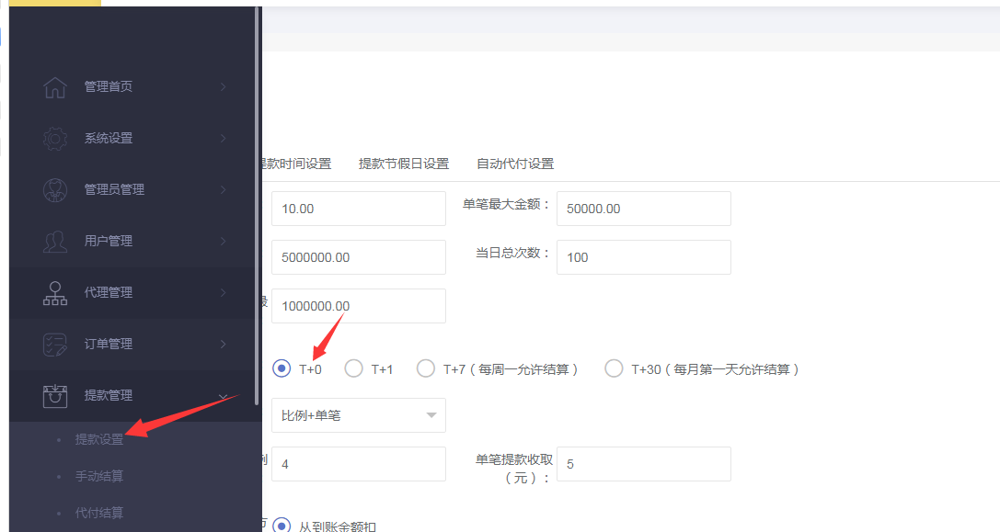 管理首页
系统设置
管理员管理
用户管理
代理管理
订单管理
提款管理
提款设置
手动结算
代付结算
提款时间设置 提款节假日设置 自动代付设置
10.00 单笔最大金额： 50000.00
5000000.00 当日总次数： 100
1000000.00
T+0 T+1 T+7（每周一允许结算） T+30（每月第一天允许结算）
比例+单笔
例 4 单笔提款收取（元）： 5
从到账金额扣